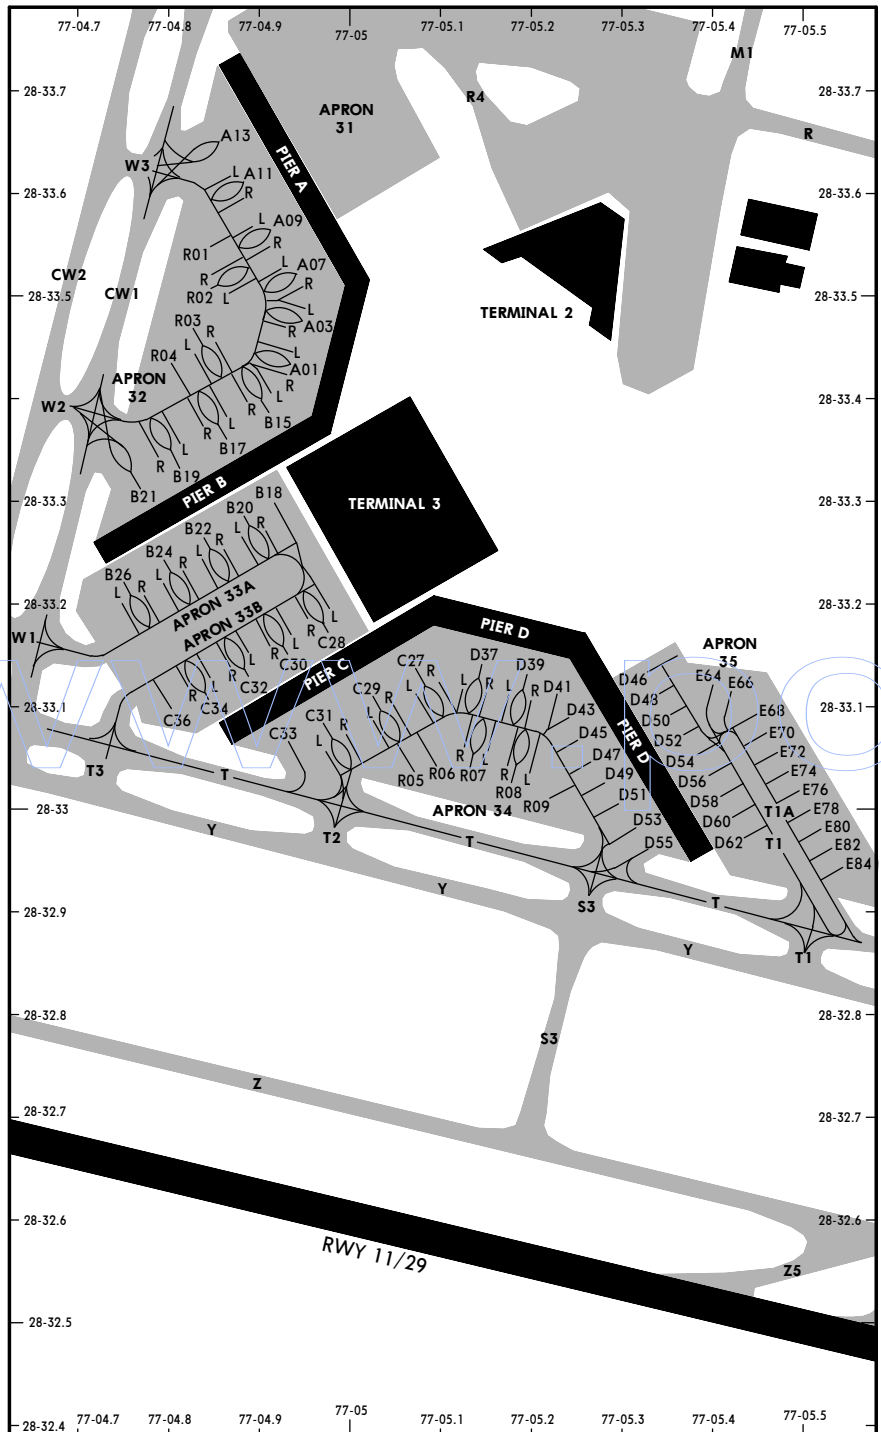 77-04.7 77-04.8 77-04.9 77-05 77-05.1 77-05.2 77-05.3 77-05.4 77-05.5
M1
28-33.7 28-33.7
R4
APRON
31
R
A13
W3
PIER A
L A11
R
28-33.6 28-33.6
L A09
R01 R
CW2
CW1
R A07
R02 L R
28-33.5 28-33.5
R03 R L
A03
R
TERMINAL 2
L
R04 L
A01
R
APRON
32
L
W2
R B15
28-33.4
L
R B17
L
R B19
B21
PIER B
28-33.3 28-33.3
TERMINAL 3
B18
B20
L R
B22
L R
B24
L R
B26
L R
APRON 33A
APRON 33B
28-33.2 28-33.2
W1
L
R C28
L
R C30
L
R C32
L
R C34
C36
PIER C
PIER D
APRON
35
D46 E64
E66
D48
D50
D52
D54
D56
D58
D60
D62
E68
E70
E72
E74
E76
E78
E80
E82
E84
28-33.1 28-33.1
C27 D37 D39
L R L R
D41
C29
L R
D43
D45
D47
D49
D51
D53
D55
PIER D
C31
R
L
C33
R05
R06
R L
R07
R L
R08
R09
T3
T
APRON 34
T1A
T1
28-33
Y
T2
T
Y
S3
T
Y
T1
28-32.9 28-32.9
28-32.8 28-32.8
S3
Z
28-32.7 28-32.7
28-32.6 28-32.6
RWY 11/29
Z5
28-32.5 28-32.5
28-32.4
77-04.7 77-04.8 77-04.9 77-05 77-05.1 77-05.2 77-05.3 77-05.4 77-05.5